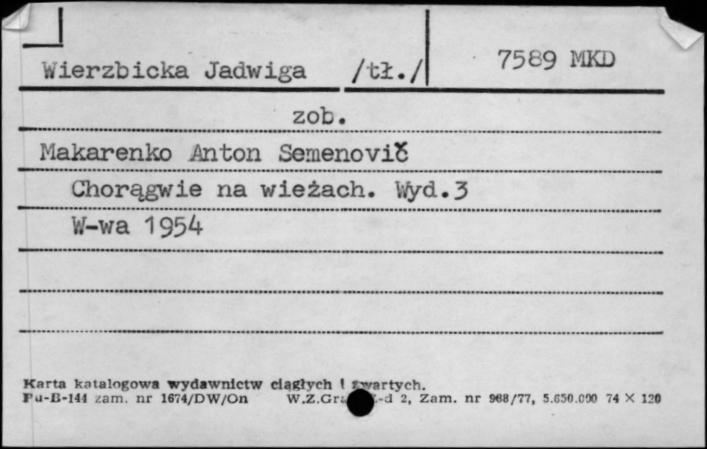 Wierzbicka Jadwiga /tł./ 7589 MKD
zob.
Makarenko Anton Semenovič
Chorągwie na wieżach. Wyd.3
W-wa 1954
Karta katalogowa wydawnictw ciągłych i zwartych.
Pu-B-144 zam. nr 1674/DW/On W.Z.Gra 2, Zam. nr 968/77, 5.650.000 74 × 120